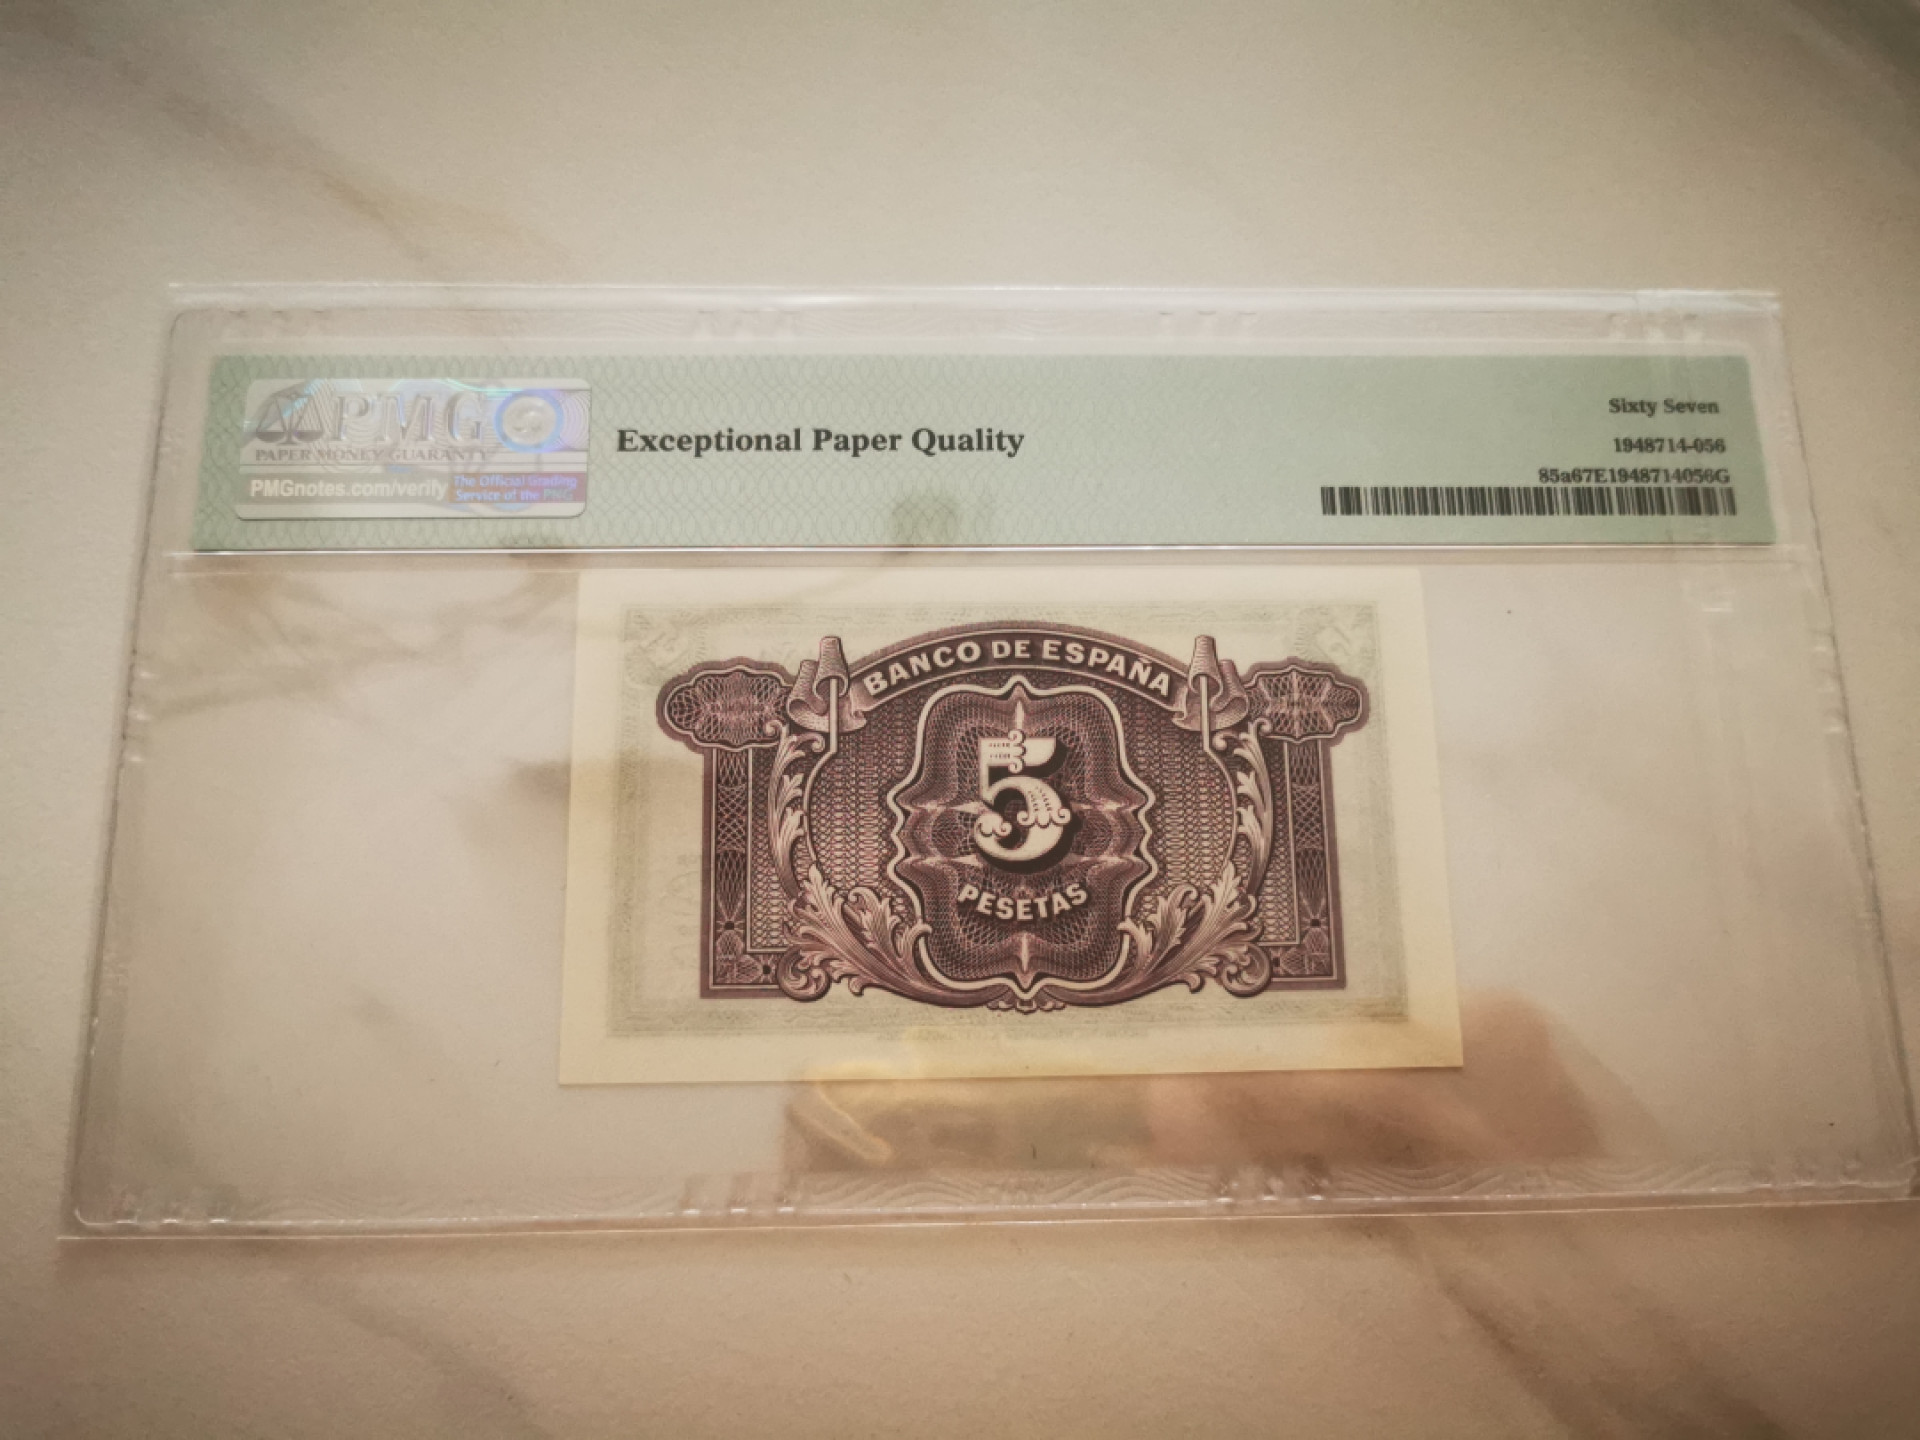 PMG
PAPER MONEY GUARANTY
PMGnotes.com/verify
The Official Grading
Service of the PNG
Exceptional Paper Quality
Sixty Seven
1948714-056
85a67E1948714056G
BANCO DE ESPAÑA
5
PESETAS